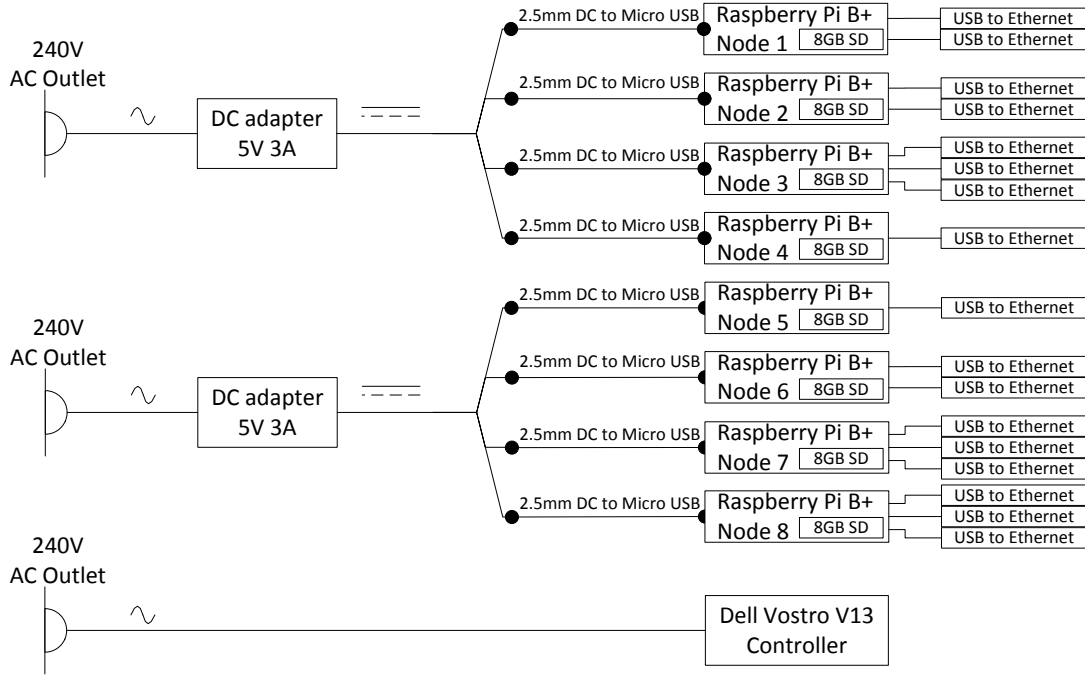 240V
AC Outlet
DC adapter
5V 3A
2.5mm DC to Micro USB
Raspberry Pi B+
Node 1
8GB SD
USB to Ethernet
USB to Ethernet
2.5mm DC to Micro USB
Raspberry Pi B+
Node 2
8GB SD
USB to Ethernet
USB to Ethernet
2.5mm DC to Micro USB
Raspberry Pi B+
Node 3
8GB SD
USB to Ethernet
USB to Ethernet
USB to Ethernet
2.5mm DC to Micro USB
Raspberry Pi B+
Node 4
8GB SD
USB to Ethernet
240V
AC Outlet
DC adapter
5V 3A
2.5mm DC to Micro USB
Raspberry Pi B+
Node 5
8GB SD
USB to Ethernet
2.5mm DC to Micro USB
Raspberry Pi B+
Node 6
8GB SD
USB to Ethernet
USB to Ethernet
2.5mm DC to Micro USB
Raspberry Pi B+
Node 7
8GB SD
USB to Ethernet
USB to Ethernet
USB to Ethernet
2.5mm DC to Micro USB
Raspberry Pi B+
Node 8
8GB SD
USB to Ethernet
USB to Ethernet
USB to Ethernet
240V
AC Outlet
Dell Vostro V13
Controller